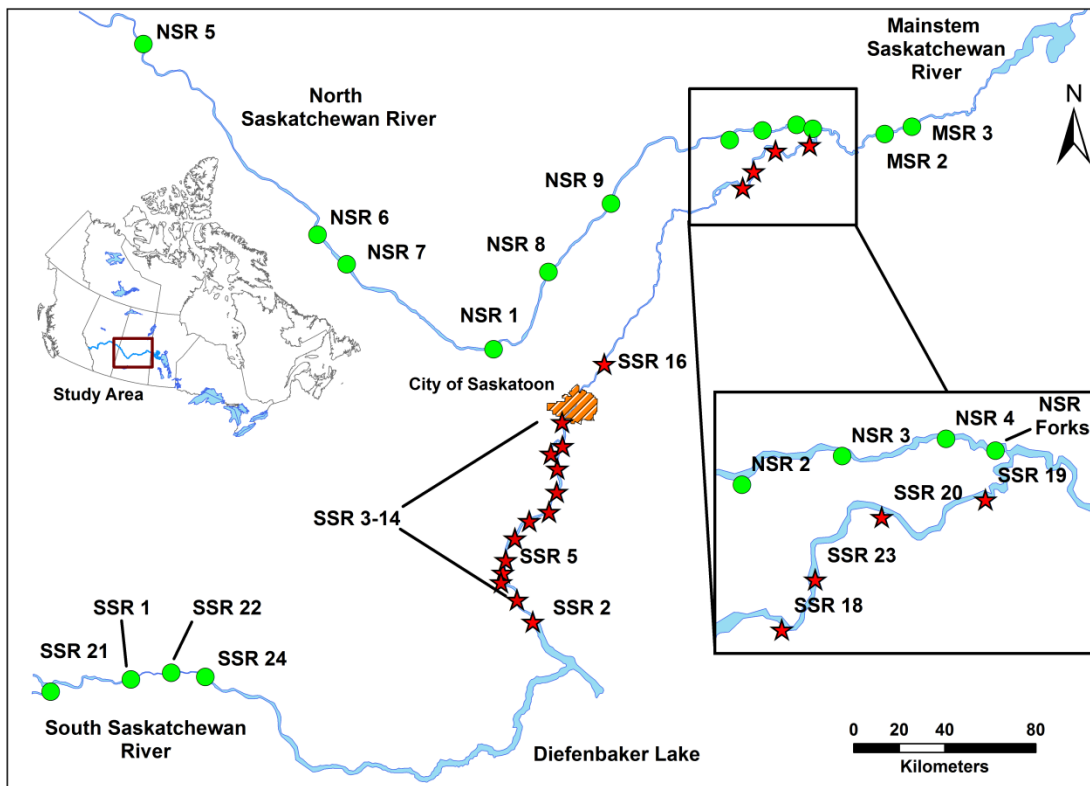 NSR 5
North
Saskatchewan River
Mainstem
Saskatchewan
River
N
MSR 3
MSR 2
NSR 9
NSR 6
NSR 7
NSR 8
NSR 1
SSR 16
City of Saskatoon
Study Area
NSR 4
NSR
Forks
NSR 3
NSR 2
SSR 19
SSR 20
SSR 23
SSR 18
SSR 3-14
SSR 5
SSR 2
SSR 1
SSR 22
SSR 21
SSR 24
South Saskatchewan
River
Diefenbaker Lake
0 20 40 80
Kilometers